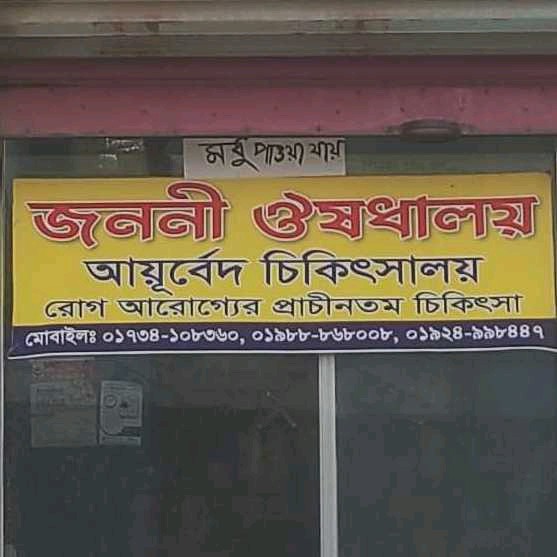 মধু পাওয়া যায়
জননী ঔষধালয়
আয়ূর্বেদ চিকিৎসালয়
রোগ আরোগ্যের প্রাচীনতম চিকিৎসা
মোবাইলঃ ০১৭৩৪-১০৮৩৬০, ০১৯৮৮-৮৬৮০০৮, ০১৯২৪-৯৯৮৪৪৭